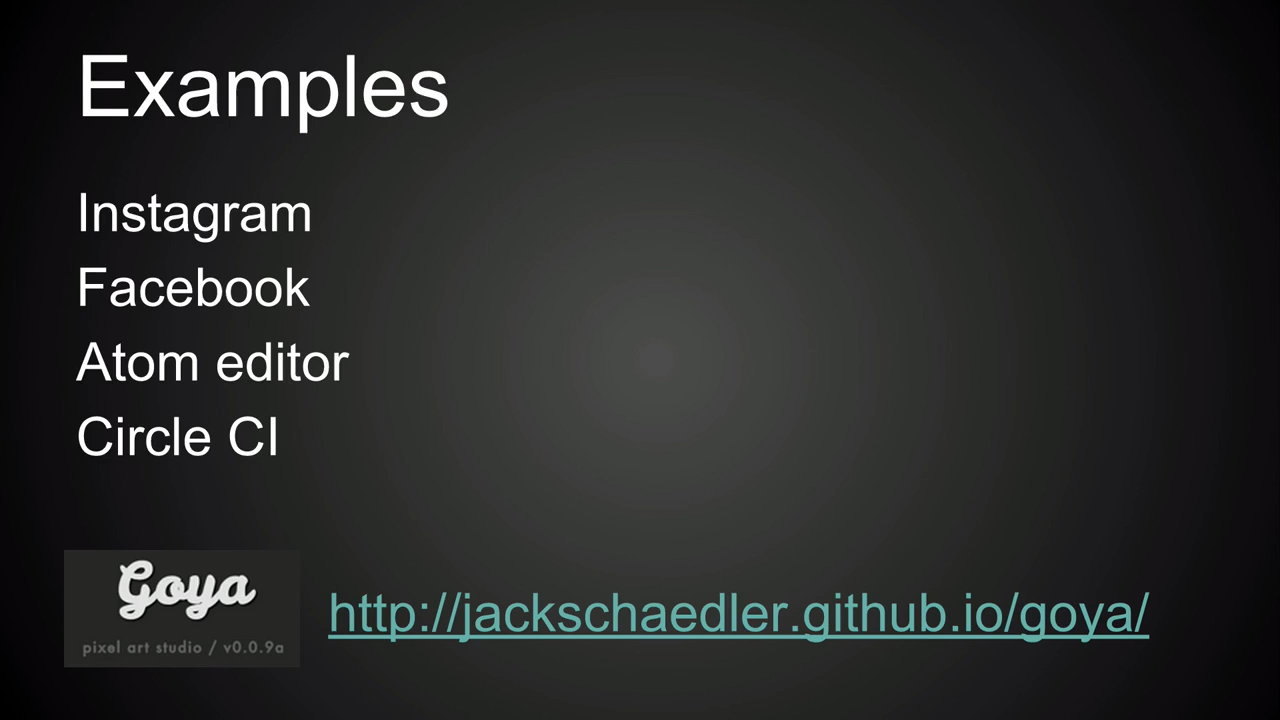 Examples
Instagram
Facebook
Atom editor
Circle CI
Goya
pixel art studio / v0.0.9a
http://jackschaedler.github.io/goya/